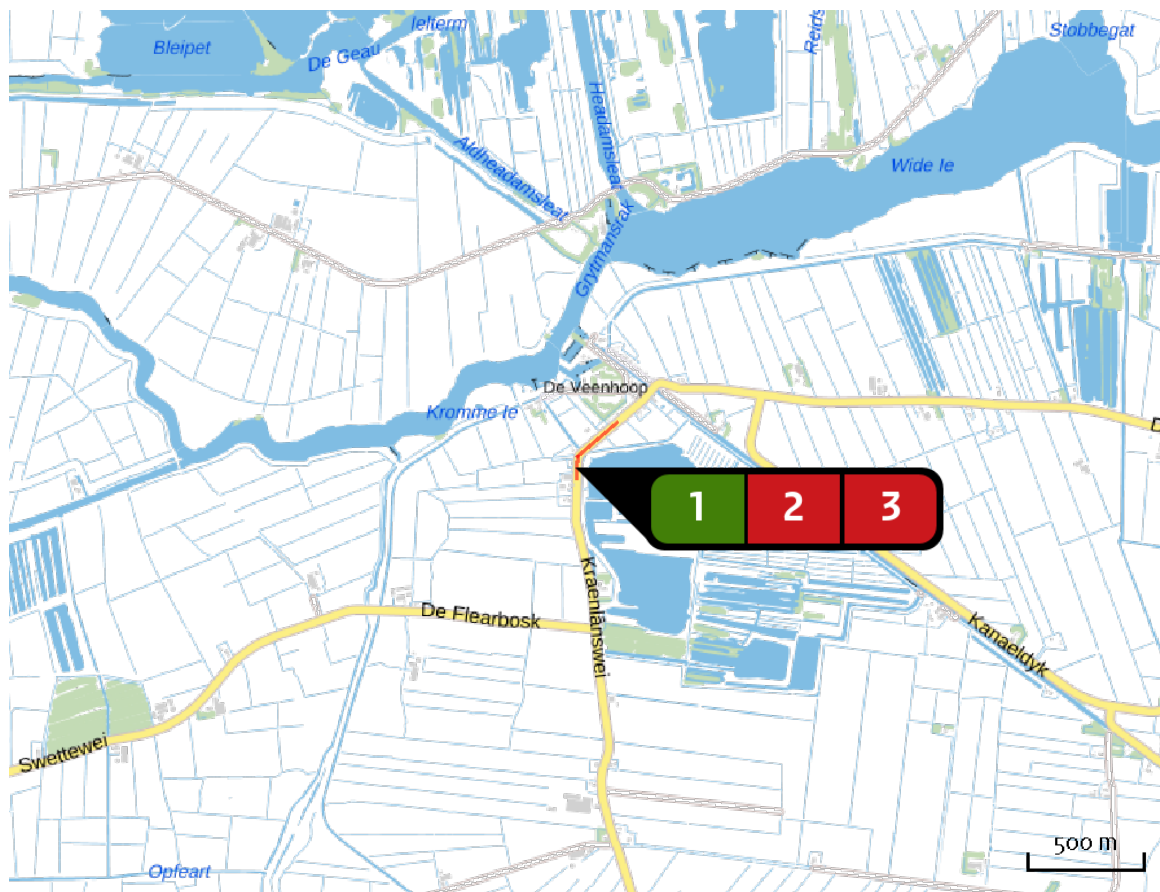 Ielterm
Bleipet
De Geau
Reids
Stobbegat
Headamsleat
Aldheadamsleat
Wide Ie
Grytmansrak
De Veenhoop
Kromme Ie
D
1 2 3
Kraenlânswei
De Flearbosk
Kanaeldyk
Swettewei
500 m
Opfeart